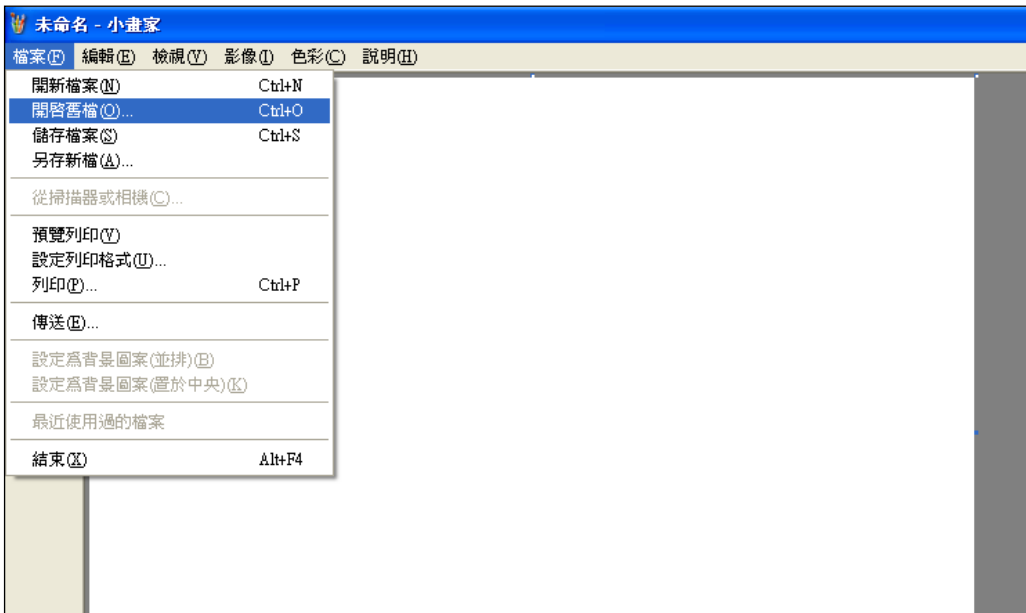 未命名 - 小畫家
檔案(F) 編輯(E) 檢視(V) 影像(I) 色彩(C) 說明(H)
開新檔案(N) Ctrl+N
開啓舊檔(O)... Ctrl+O
儲存檔案(S) Ctrl+S
另存新檔(A)...
從掃描器或相機(C)...
預覽列印(V)
設定列印格式(U)...
列印(P)... Ctrl+P
傳送(E)...
設定爲背景圖案(並排)(B)
設定爲背景圖案(置於中央)(K)
最近使用過的檔案
結束(X) Alt+F4